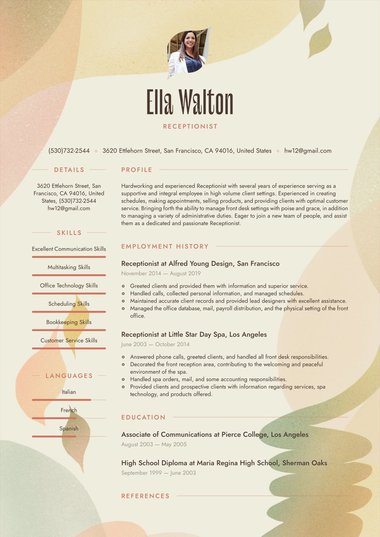 Ella Walton
RECEPTIONIST
(530)732-2544 3620 Ettlehorn Street, San Francisco, CA 94016, United States hw12@gmail.com
DETAILS
3620 Ettlehorn Street, San
Francisco, CA 94016, United
States, (530)732-2544
hw12@gmail.com
SKILLS
Excellent Communication Skills
Multitasking Skills
Office Technology Skills
Scheduling Skills
Bookkeeping Skills
Customer Service Skills
LANGUAGES
Italian
French
Spanish
PROFILE
Hardworking and experienced Receptionist with several years of experience serving as a
supportive and integral employee in high volume client settings. Experienced in creating
schedules, making appointments, selling products, and providing clients with optimal customer
service. Bringing forth the ability to manage front desk settings with poise and grace, in addition
to managing a variety of administrative duties. Eager to join a new team of people, and assist
them as a dedicated and passionate Receptionist.
EMPLOYMENT HISTORY
Receptionist at Alfred Young Design, San Francisco
November 2014 — August 2019
Greeted clients and provided them with information and superior service.
Handled calls, collected personal information, and managed schedules.
Maintained accurate client records and provided lead designers with excellent assistance.
Managed the office database, mail, payroll distribution, and the physical setting of the front
office.
Receptionist at Little Star Day Spa, Los Angeles
June 2003 — October 2014
Answered phone calls, greeted clients, and handled all front desk responsibilities.
Decorated the front reception area, contributing to the welcoming and peaceful
environment of the spa.
Handled spa orders, mail, and some accounting responsibilities.
Provided clients and prospective clients with information regarding services, spa
technology, and products offered.
EDUCATION
Associate of Communications at Pierce College, Los Angeles
August 2003 — May 2005
High School Diploma at Maria Regina High School, Sherman Oaks
September 1999 — June 2003
REFERENCES